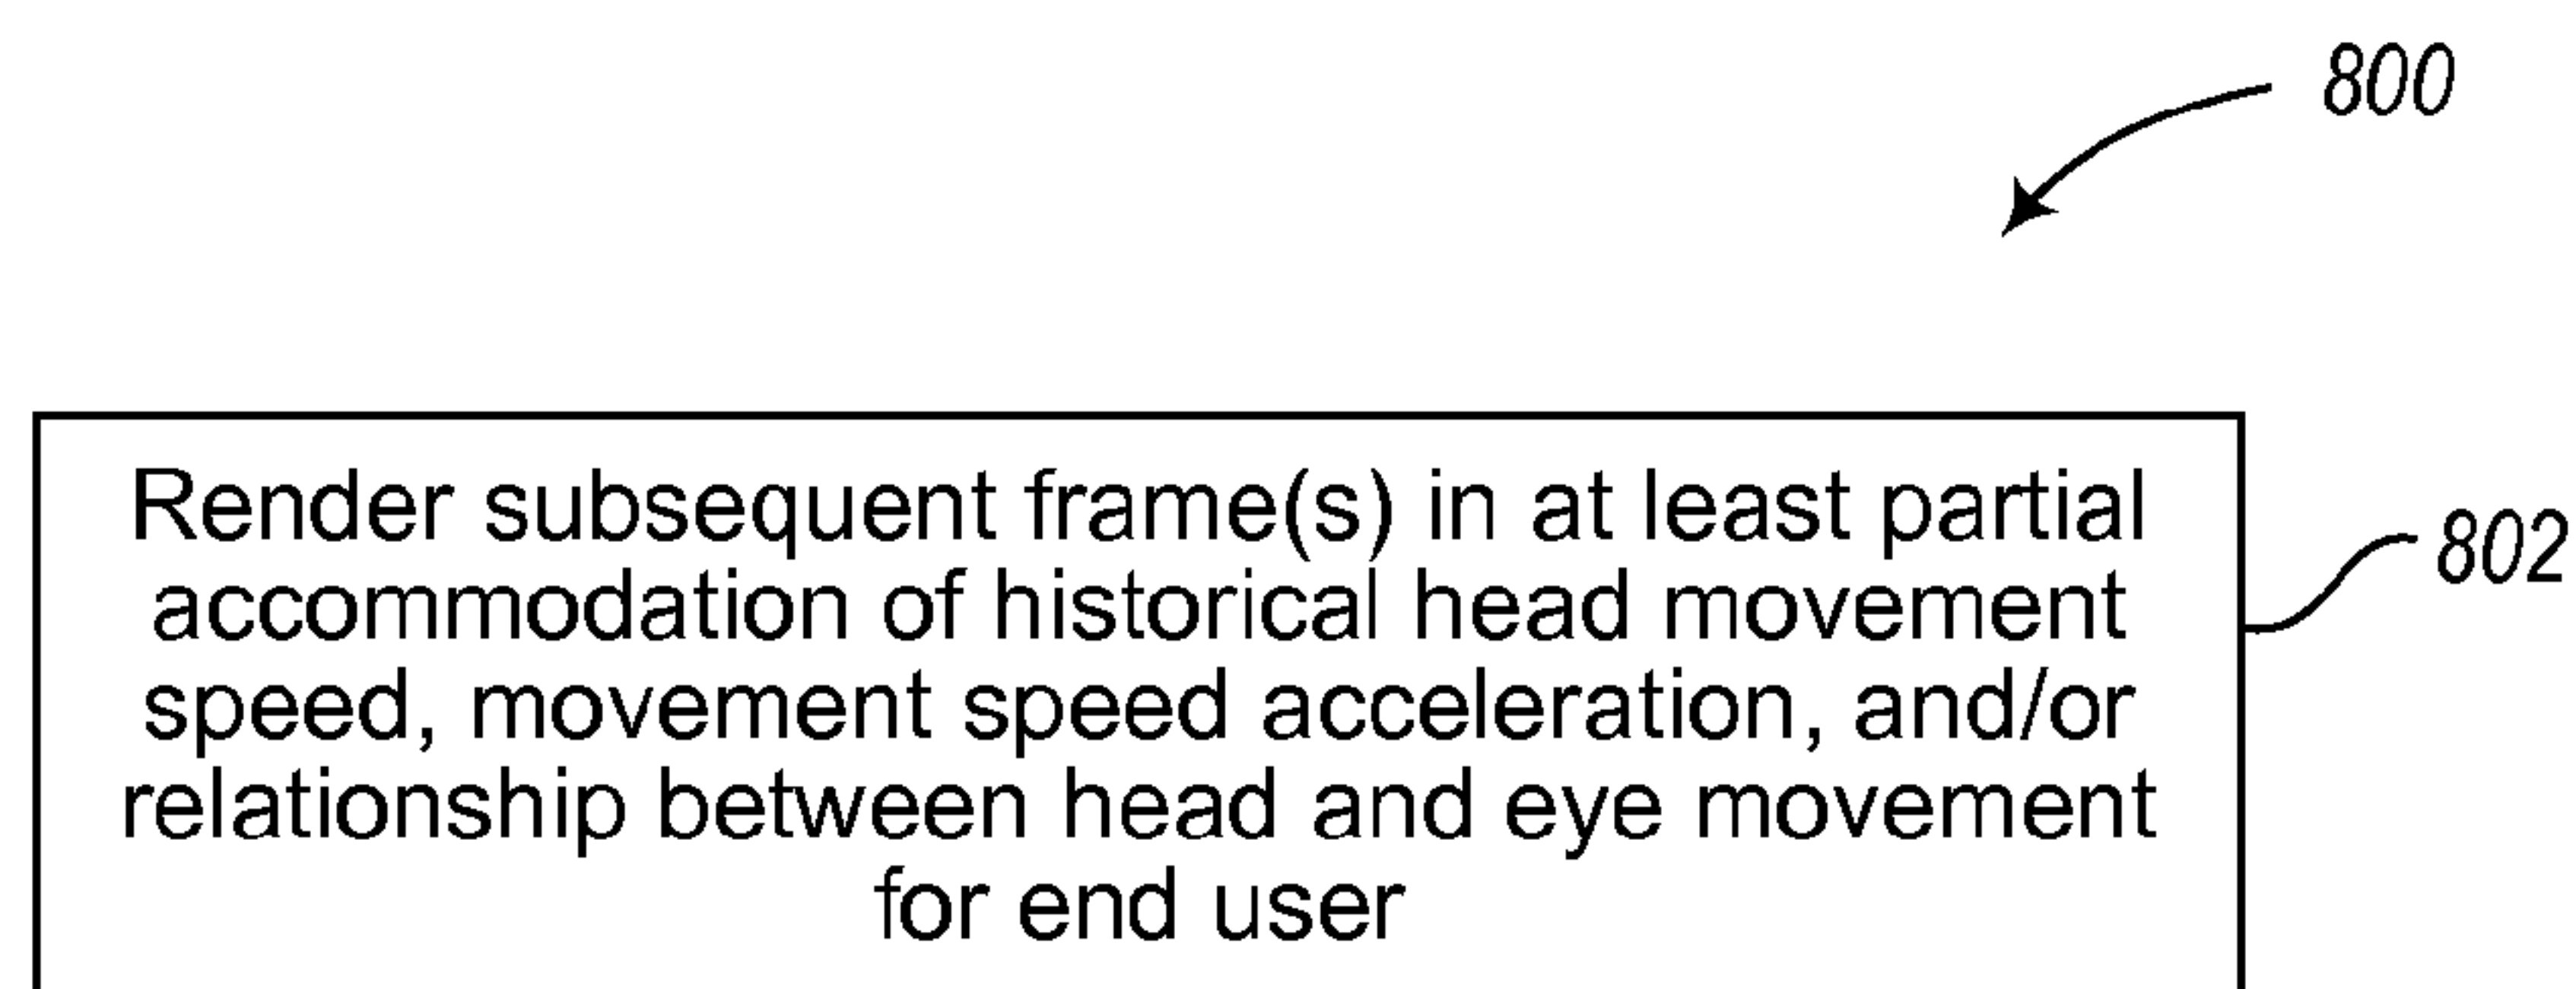 800
Render subsequent frame(s) in at least partial
accommodation of historical head movement
speed, movement speed acceleration, and/or
relationship between head and eye movement
for end user
802